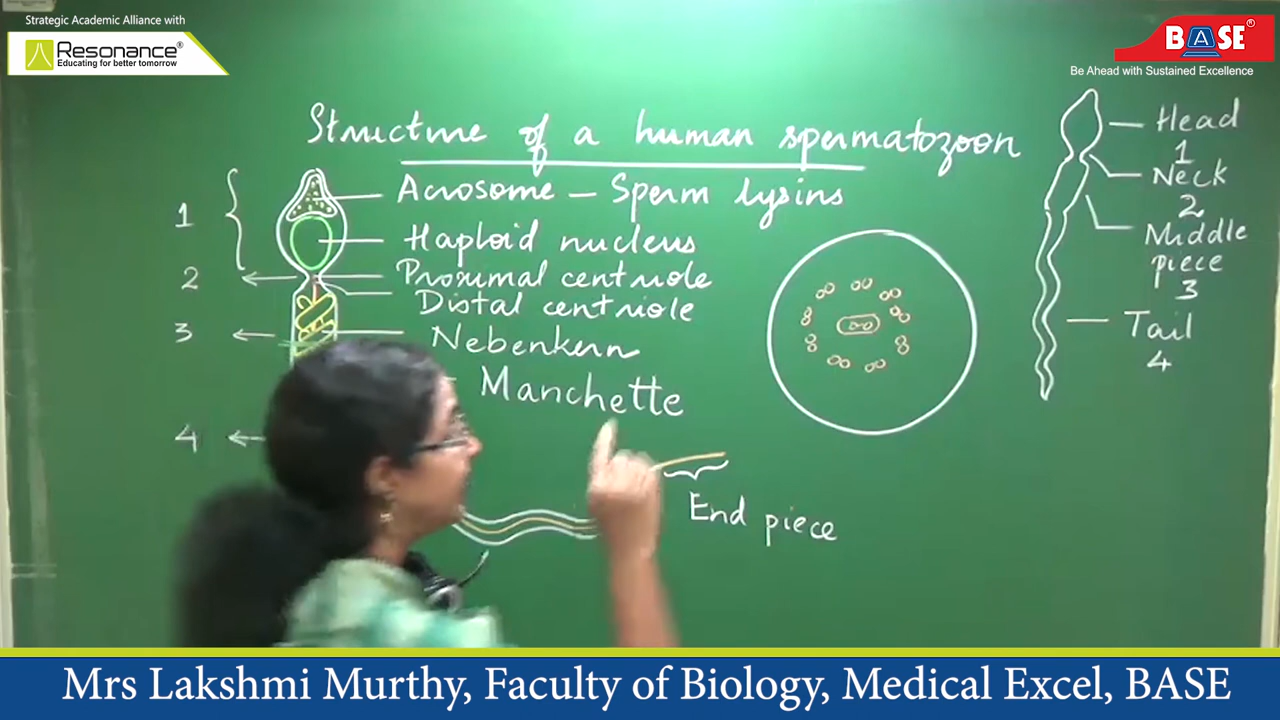 Strategic Academic Alliance with
Resonance®
Educating for better tomorrow
BASE®
Be Ahead with Sustained Excellence
Structure of a human spermatozoon
1
Acrosome – Sperm lysins
Haploid nucleus
2
Proximal centriole
Distal centriole
3
Nebenkern
Manchette
4
End piece
Head
1
Neck
2
Middle
piece
3
Tail
4
Mrs Lakshmi Murthy, Faculty of Biology, Medical Excel, BASE